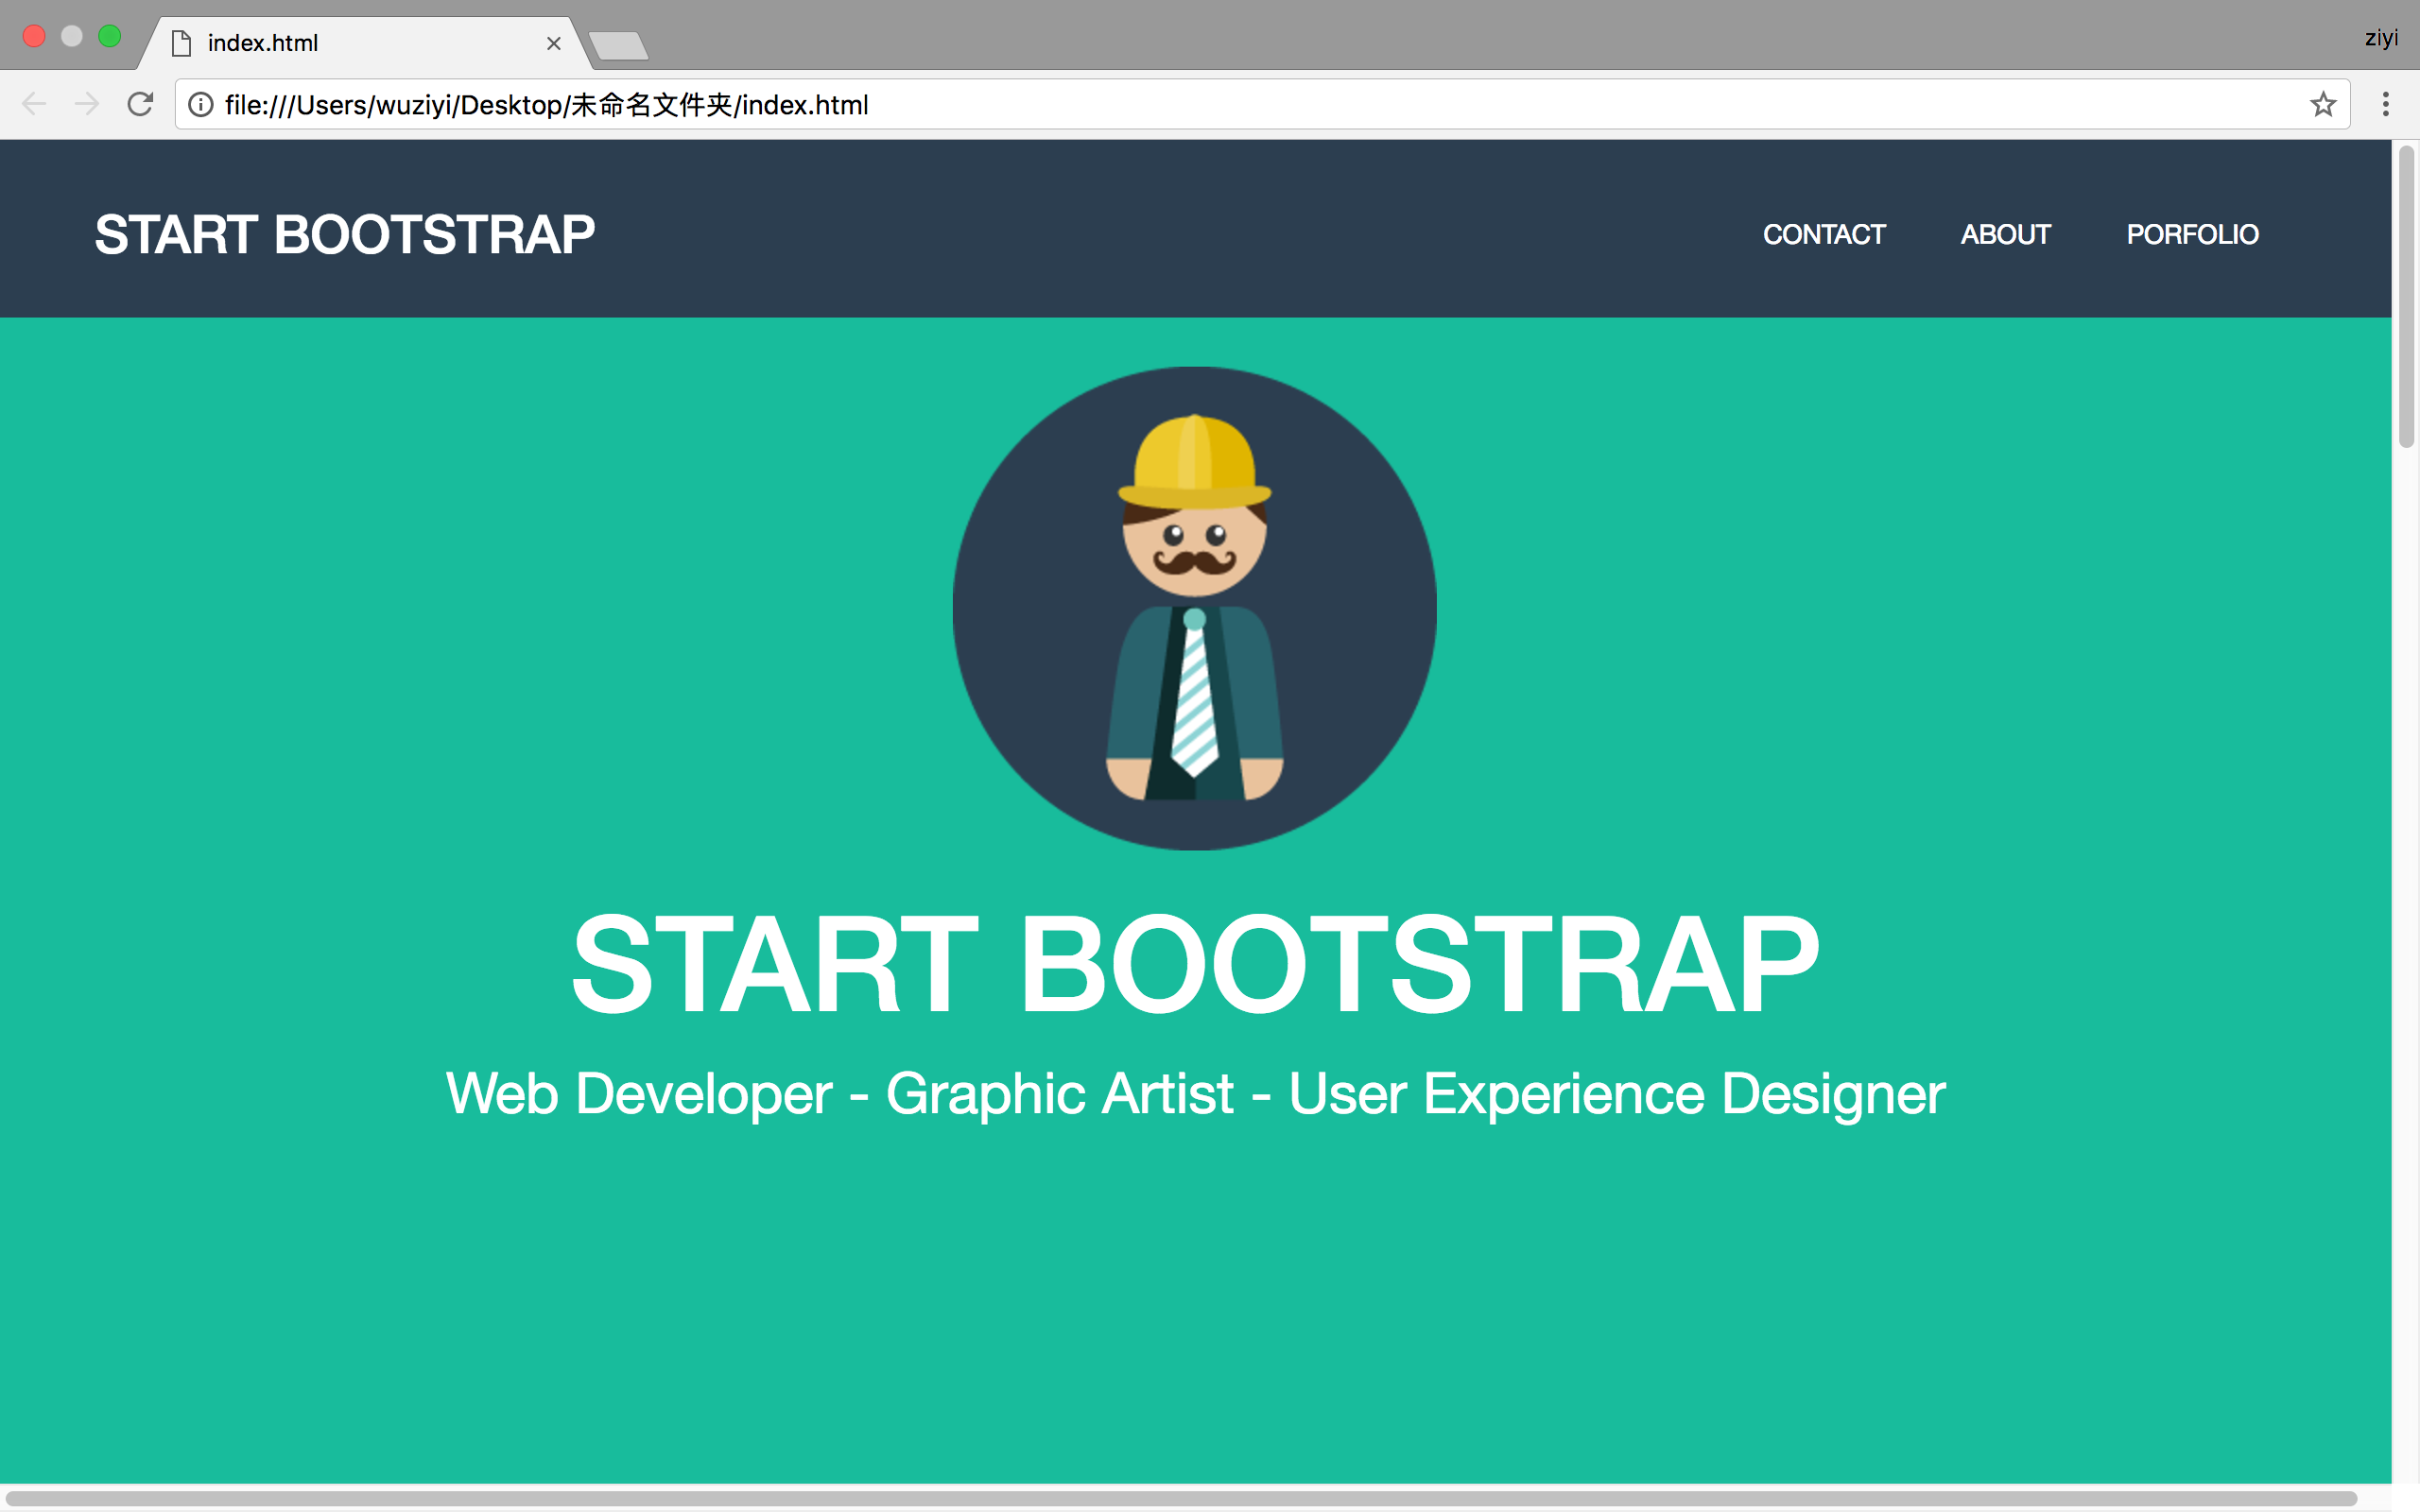 index.html
ziyi
file:///Users/wuziyi/Desktop/未命名文件夹/index.html
START BOOTSTRAP
CONTACT ABOUT PORFOLIO
START BOOTSTRAP
Web Developer - Graphic Artist - User Experience Designer